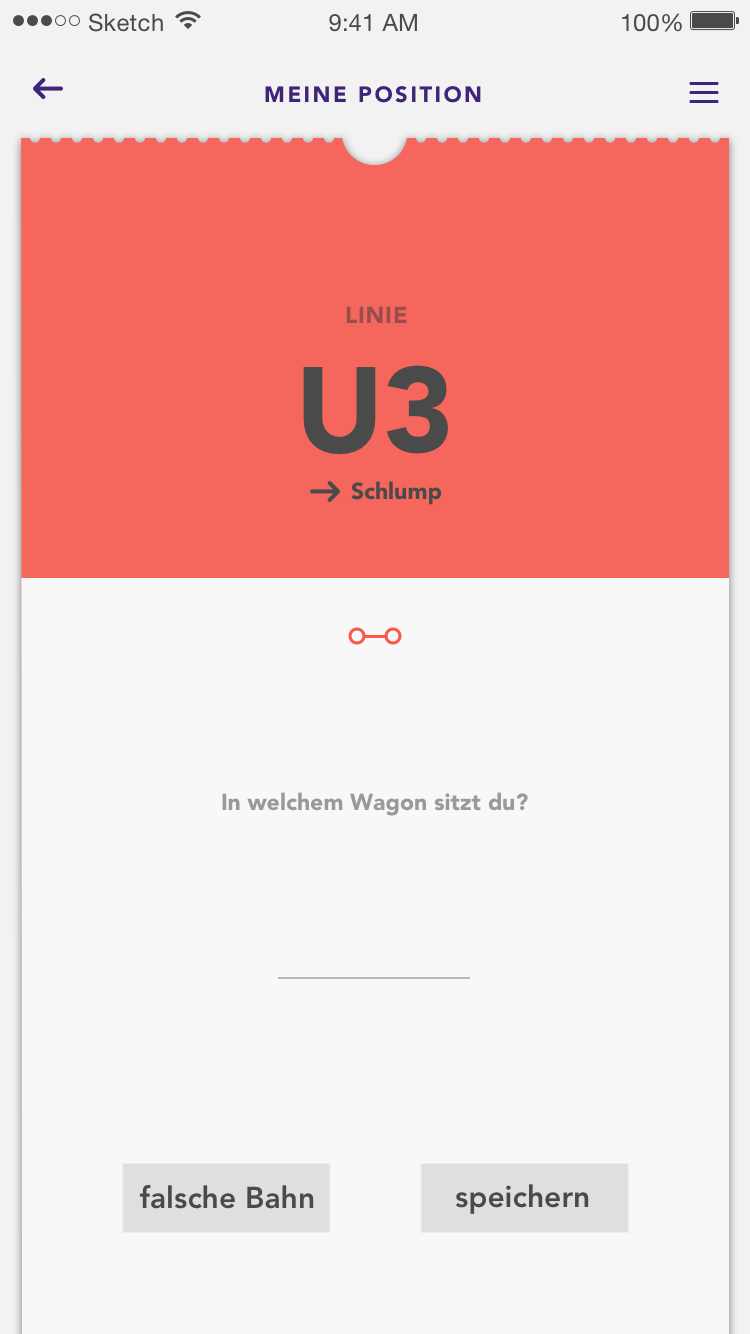 Sketch 9:41 AM 100%
MEINE POSITION
LINIE
U3
→ Schlump
In welchem Wagon sitzt du?
falsche Bahn speichern